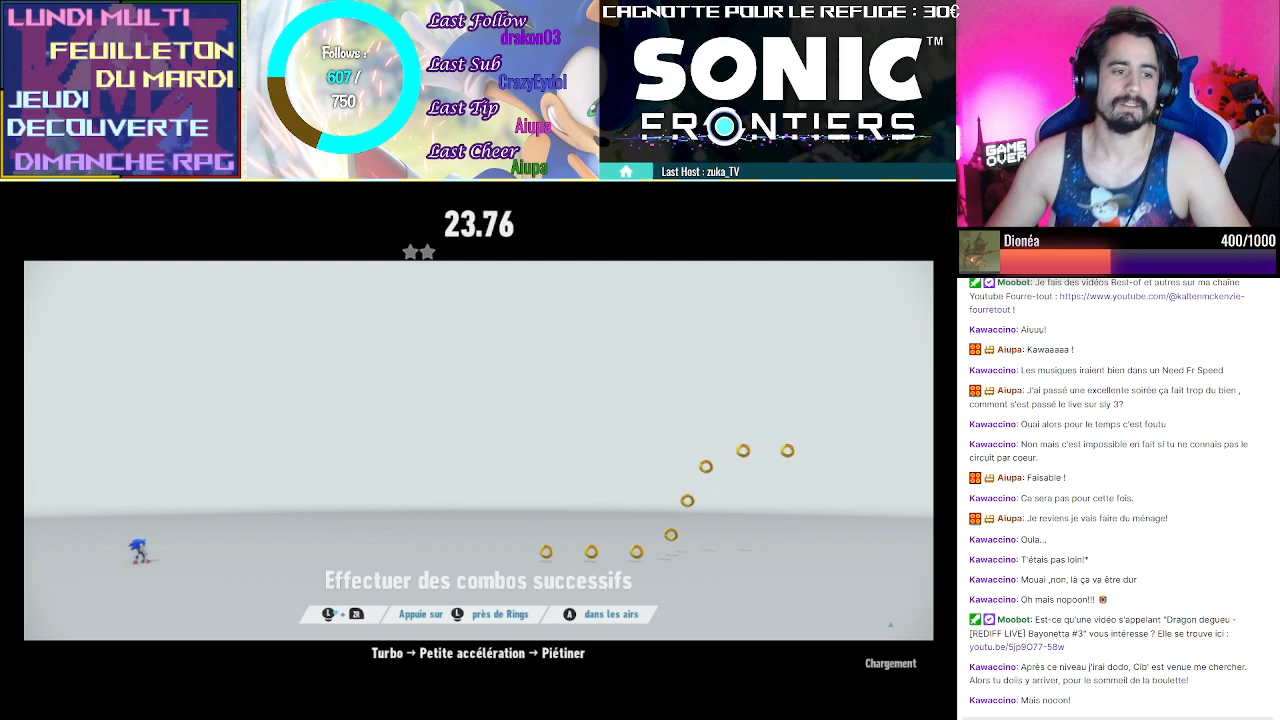 LUNDI MULTI
FEUILLETON
DU MARDI
JEUDI
DECOUVERTE
DIMANCHE RPG
Follows :
607 /
750
Last Follow
drakon03
Last Sub
CrazyEydol
Last Tip
Aiupa
Last Cheer
Aiupa
CAGNOTTE POUR LE REFUGE : 30€
SONIC™
FRONTIERS
Last Host : zuka_TV
GAME
OVER
Dionéa 400/1000
23.76
Effectuer des combos successifs
L + ZR Appuie sur L près de Rings A dans les airs
Turbo → Petite accélération → Piétiner
Chargement
Moobot: Je fais des vidéos Best-of et autres sur ma chaîne
Youtube Fourre-tout : https://www.youtube.com/@kaltenmckenzie-
fourretout !
Kawaccino: Aiuuu!
Aiupa: Kawaaaaa !
Kawaccino: Les musiques iraient bien dans un Need Fr Speed
Aiupa: J'ai passé une excellente soirée ça fait trop du bien ,
comment s'est passé le live sur sly 3?
Kawaccino: Ouai alors pour le temps c'est foutu
Kawaccino: Non mais c'est impossible en fait si tu ne connais pas le
circuit par coeur.
Aiupa: Faisable !
Kawaccino: Ca sera pas pour cette fois.
Aiupa: Je reviens je vais faire du ménage!
Kawaccino: Oula...
Kawaccino: T'étais pas loin!*
Kawaccino: Mouai ,non, là ça va être dur
Kawaccino: Oh mais nopoon!!!
Moobot: Est-ce qu'une vidéo s'appelant "Dragon degueu -
[REDIFF LIVE] Bayonetta #3" vous intéresse ? Elle se trouve ici :
youtu.be/5jp9O77-58w
Kawaccino: Après ce niveau j'irai dodo, Cib' est venue me chercher.
Alors tu doiis y arriver, pour le sommeil de la boulette!
Kawaccino: Mais nooon!